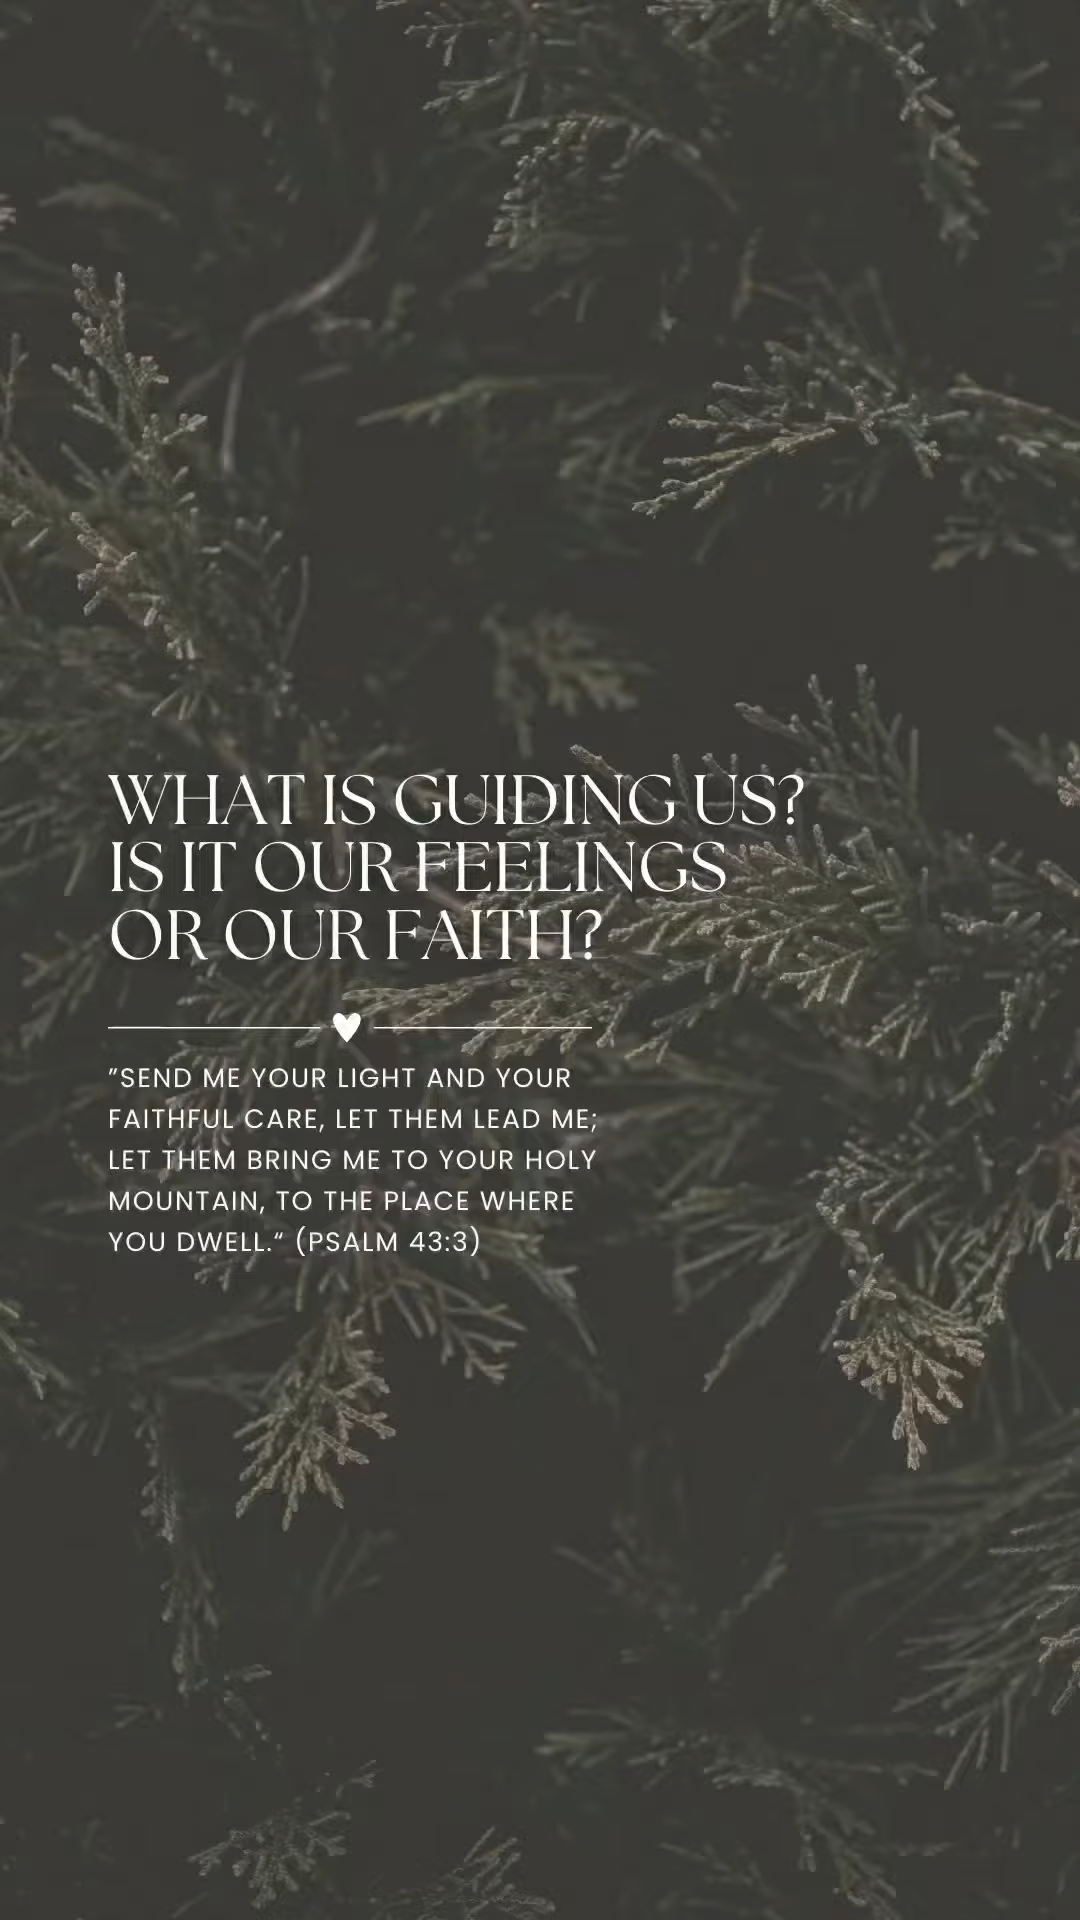 WHAT IS GUIDING US?
IS IT OUR FEELINGS
OR OUR FAITH?
”SEND ME YOUR LIGHT AND YOUR
FAITHFUL CARE, LET THEM LEAD ME;
LET THEM BRING ME TO YOUR HOLY
MOUNTAIN, TO THE PLACE WHERE
YOU DWELL.“ (PSALM 43:3)